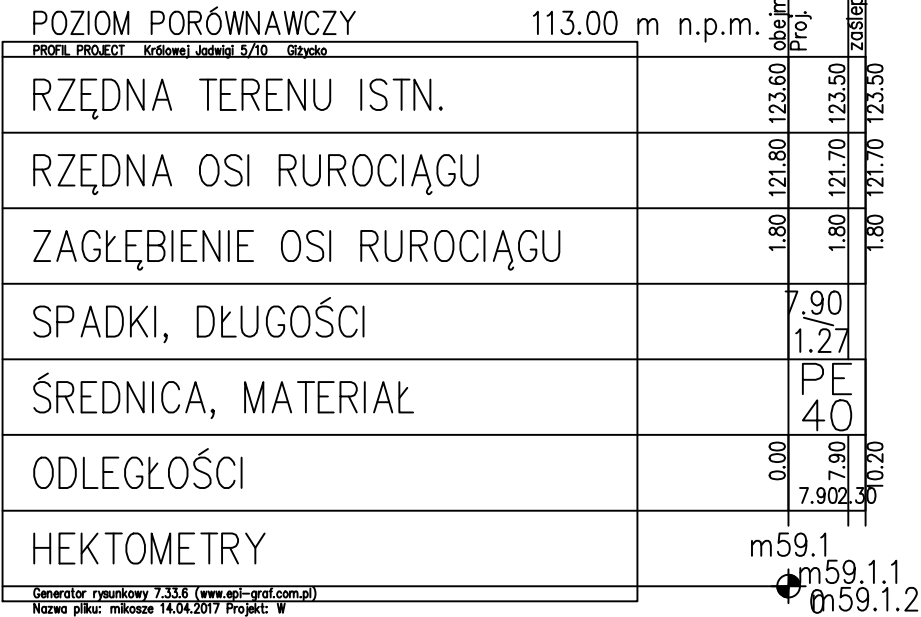 POZIOM PORÓWNAWCZY 113.00 m n.p.m.
obejm
Proj.
zaślep
PROFIL PROJECT Królowej Jadwigi 5/10 Giżycko
RZĘDNA TERENU ISTN. 123.60 123.50 123.50
RZĘDNA OSI RUROCIĄGU 121.80 121.70 121.70
ZAGŁĘBIENIE OSI RUROCIĄGU 1.80 1.80 1.80
SPADKI, DŁUGOŚCI 7.90
1.27
ŚREDNICA, MATERIAŁ PE
40
ODLEGŁOŚCI 0.00 7.90 10.20
7.90 2.30
HEKTOMETRY m59.1
m59.1.1
0
m59.1.2
Generator rysunkowy 7.33.6 (www.epi-graf.com.pl)
Nazwa pliku: mikosze 14.04.2017 Projekt: W